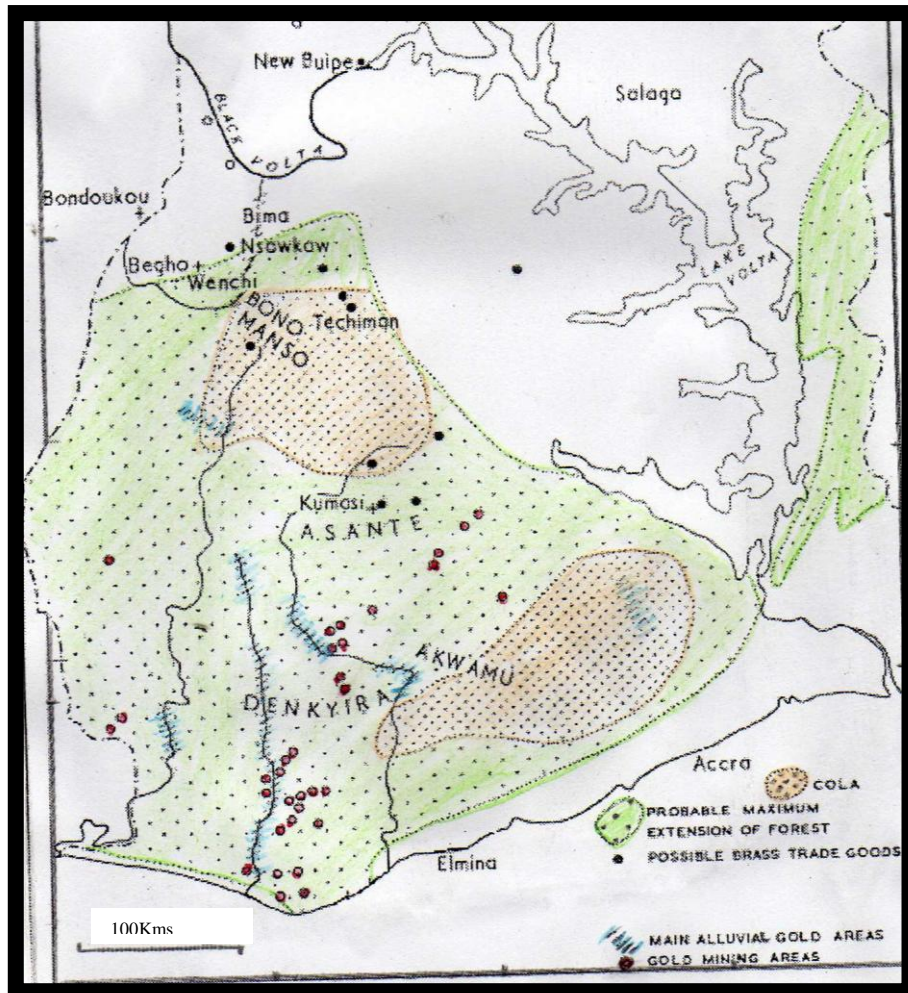 New Buipe
Salaga
BLACK VOLTA
Bondoukou
Bima
Nsawkaw
Begho
Wenchi
LAKE
VOLTA
BONO
MANSO
Techiman
Kumasi
ASANTE
AKWAMU
DENKYIRA
Accra
COLA
PROBABLE MAXIMUM
EXTENSION OF FOREST
Elmina
POSSIBLE BRASS TRADE GOODS
100Kms
MAIN ALLUVIAL GOLD AREAS
GOLD MINING AREAS